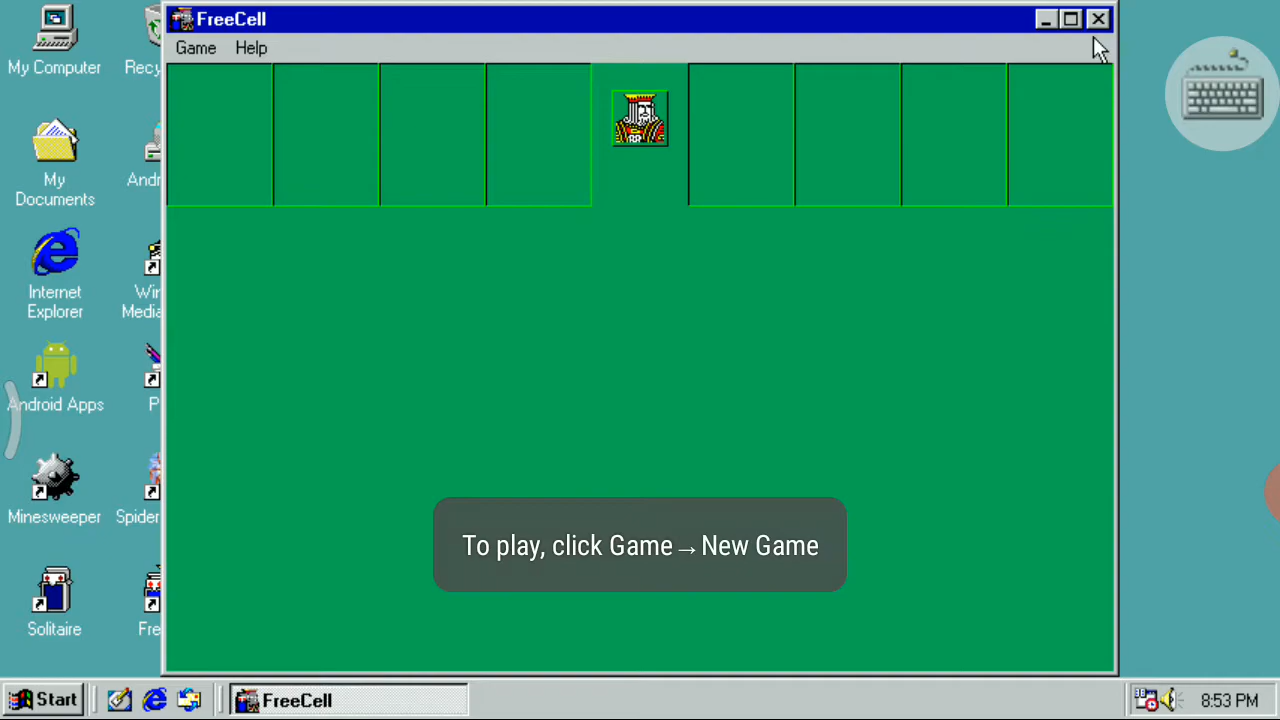 FreeCell
Game Help
My Computer
Recy
My
Documents
Andr
Internet
Explorer
Win
Media
Android Apps
P
Minesweeper
Spider
Solitaire
Fre
To play, click Game→New Game
Start
FreeCell
8:53 PM